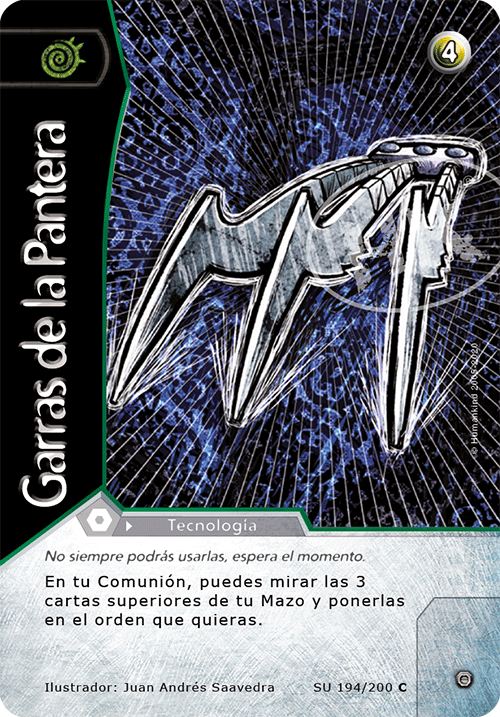 4
Garras de la Pantera
© Humankind 2006-2020
Tecnología
No siempre podrás usarlas, espera el momento.
En tu Comunión, puedes mirar las 3
cartas superiores de tu Mazo y ponerlas
en el orden que quieras.
Ilustrador: Juan Andrés Saavedra SU 194/200 C